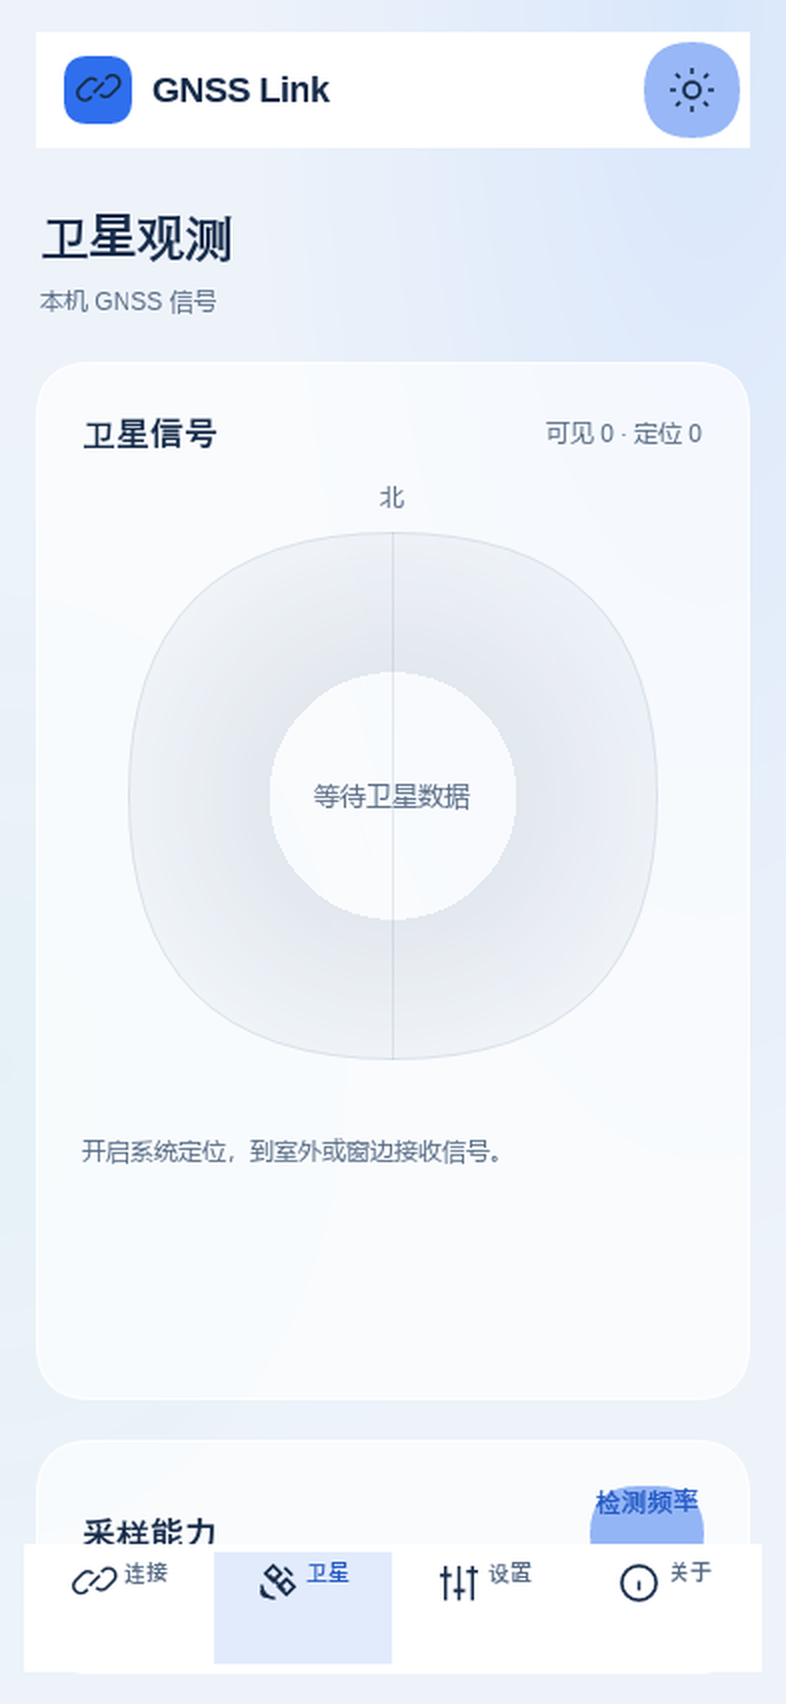 GNSS Link
卫星观测
本机 GNSS 信号
卫星信号
可见 0 · 定位 0
北
等待卫星数据
开启系统定位，到室外或窗边接收信号。
检测频率
采样能力
连接
卫星
设置
关于